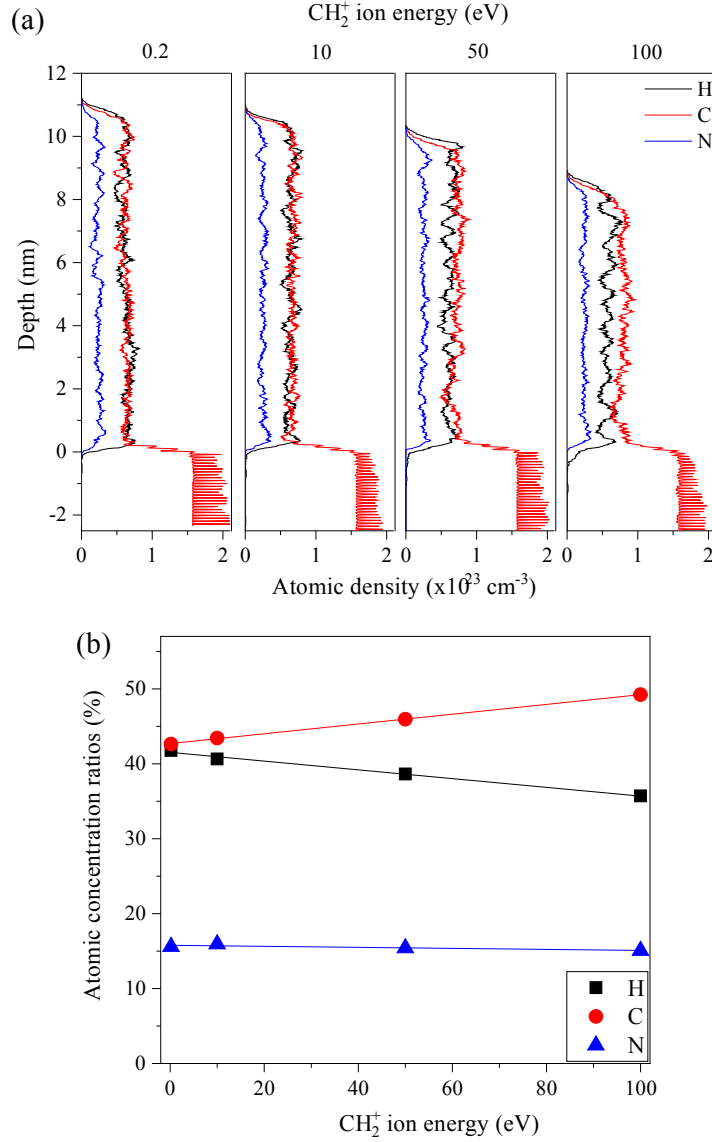 (a)
CH₂⁺ ion energy (eV)
0.2 10 50 100
12
10
8
6
4
2
0
-2
Depth (nm)
H
C
N
0 1 2 0 1 2 0 1 2 0 1 2
Atomic density (x10²³ cm⁻³)
(b)
50
40
30
20
10
0
Atomic concentration ratios (%)
H
C
N
0 20 40 60 80 100
CH₂⁺ ion energy (eV)